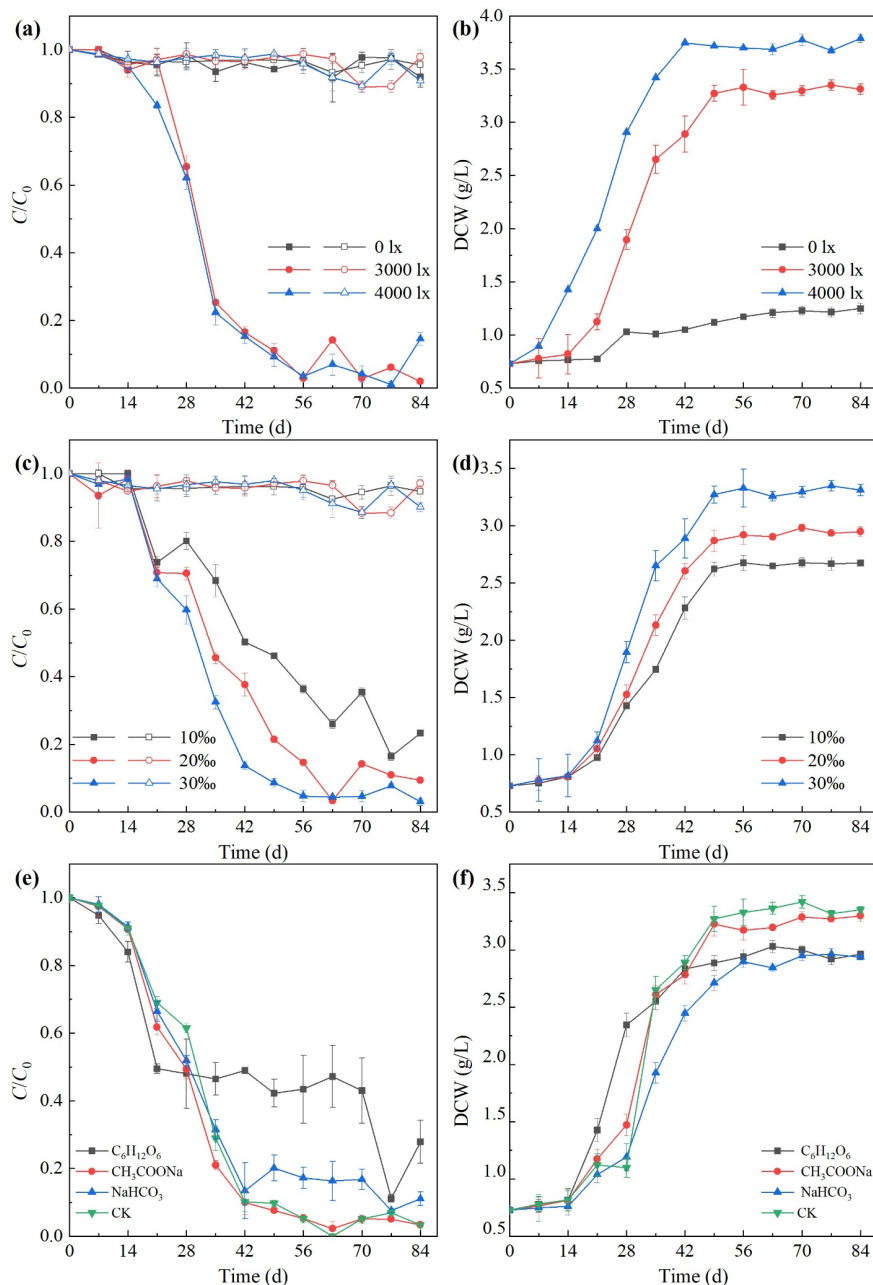 (a)
1.0
0.8
0.6
0.4
0.2
0.0
C/C0
0 lx
3000 lx
4000 lx
0 14 28 42 56 70 84
Time (d)
(b)
4.0
3.5
3.0
2.5
2.0
1.5
1.0
0.5
DCW (g/L)
0 lx
3000 lx
4000 lx
0 14 28 42 56 70 84
Time (d)
(c)
1.0
0.8
0.6
0.4
0.2
0.0
C/C0
10‰
20‰
30‰
0 14 28 42 56 70 84
Time (d)
(d)
3.5
3.0
2.5
2.0
1.5
1.0
0.5
DCW (g/L)
10‰
20‰
30‰
0 14 28 42 56 70 84
Time (d)
(e)
1.0
0.8
0.6
0.4
0.2
0.0
C/C0
C6H12O6
CH3COONa
NaHCO3
CK
0 14 28 42 56 70 84
Time (d)
(f)
3.5
3.0
2.5
2.0
1.5
1.0
0.5
DCW (g/L)
C6H12O6
CH3COONa
NaHCO3
CK
0 14 28 42 56 70 84
Time (d)